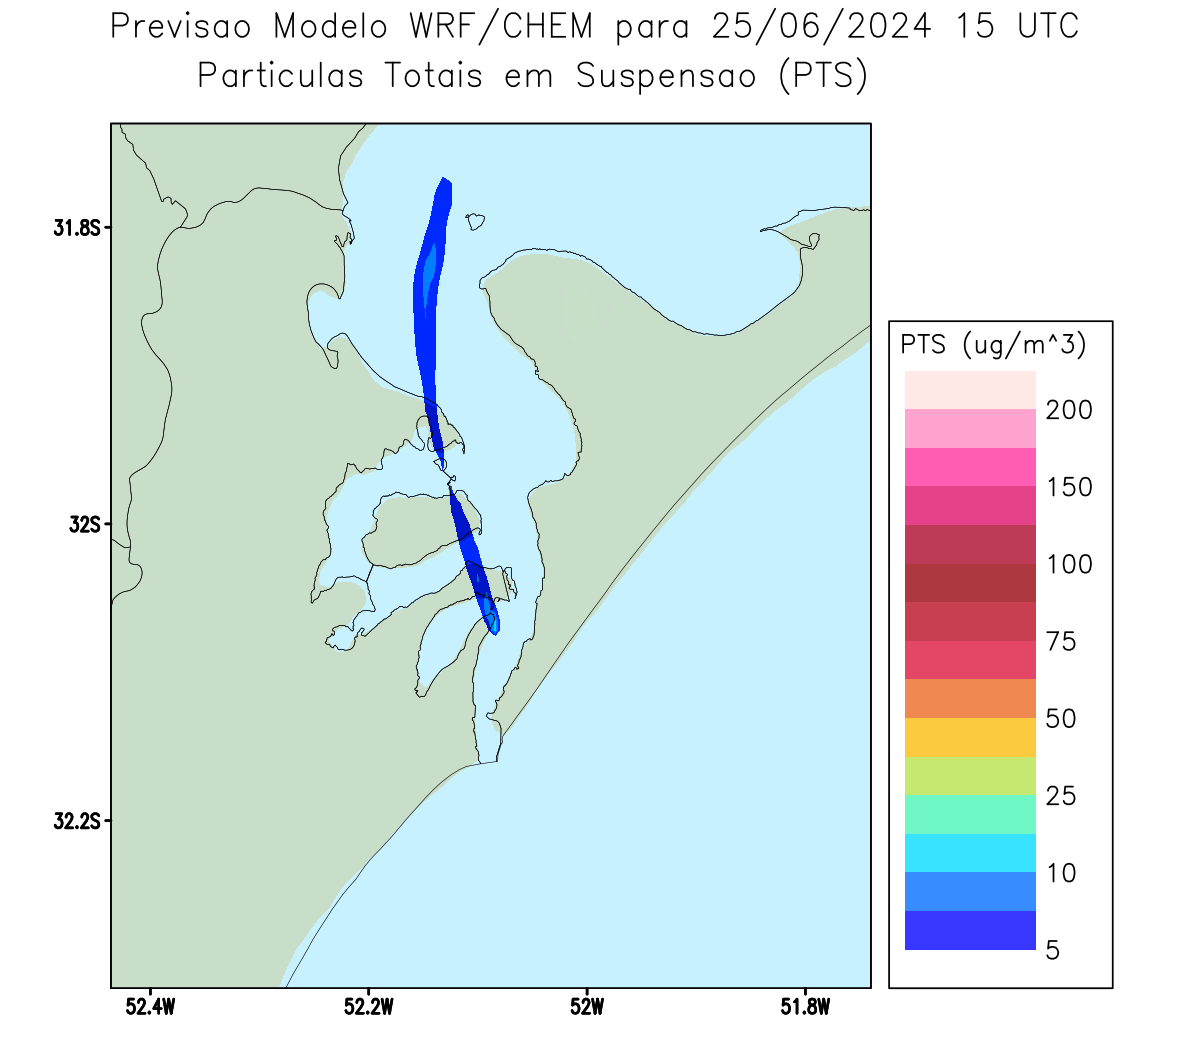 Previsao Modelo WRF/CHEM para 25/06/2024 15 UTC
Particulas Totais em Suspensao (PTS)
31.8S
32S
32.2S
52.4W 52.2W 52W 51.8W
PTS (ug/m^3)
200
150
100
75
50
25
10
5